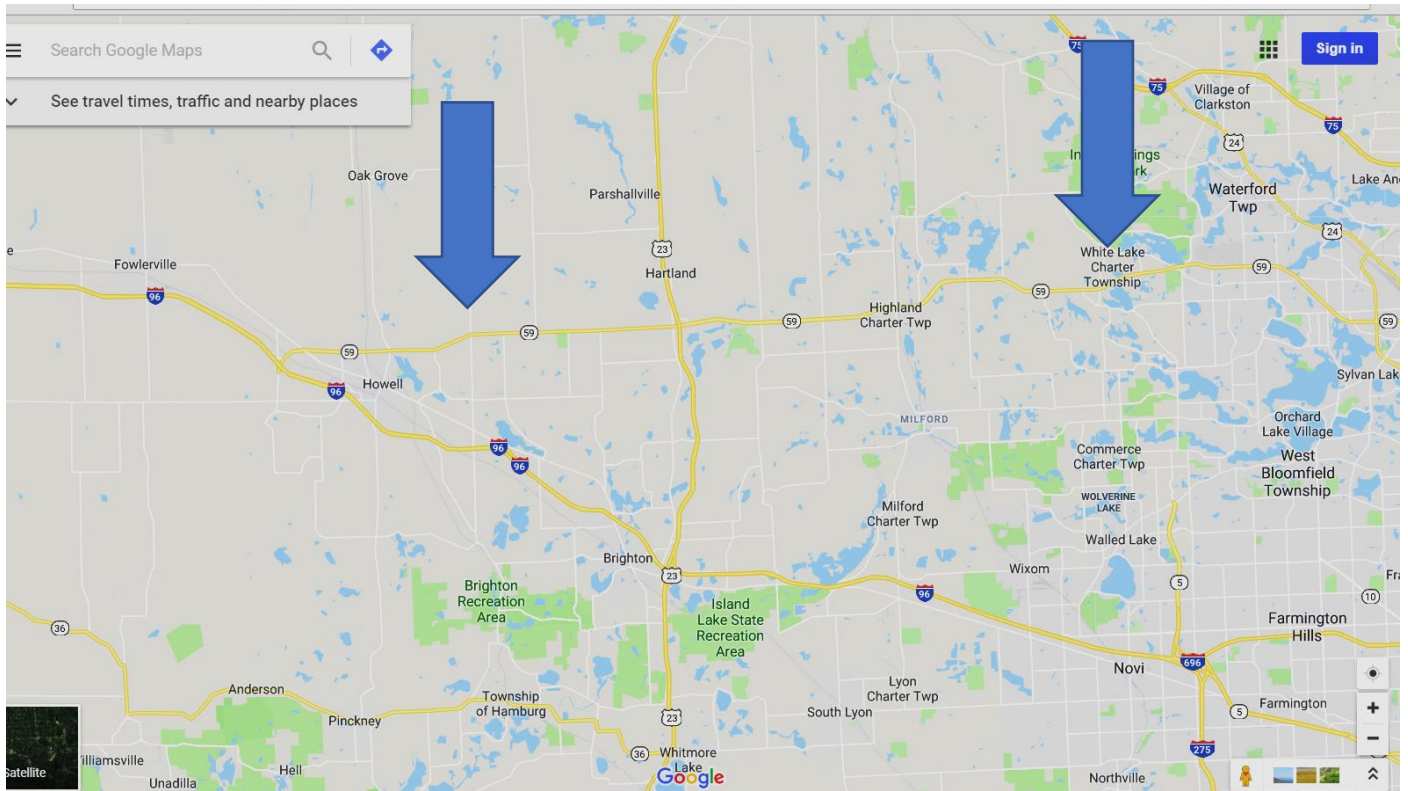 Search Google Maps
Sign in
See travel times, traffic and nearby places
75
75
Village of
Clarkston
75
24
Oak Grove
Parshallville
Waterford
Twp
24
23
Hartland
White Lake
Charter
Township
59
Fowlerville
96
59
Highland
Charter Twp
59
59
59
59
Howell
96
Sylvan Lak
MILFORD
Orchard
Lake Village
96
96
Commerce
Charter Twp
West
Bloomfield
Township
WOLVERINE
LAKE
Milford
Charter Twp
Walled Lake
Brighton
23
Wixom
5
96
10
Brighton
Recreation
Area
Island
Lake State
Recreation
Area
36
Farmington
Hills
696
Novi
Anderson
Township
of Hamburg
Lyon
Charter Twp
South Lyon
Pinckney
23
5
Farmington
36
Whitmore
Lake
275
Satellite
illiamsville
Hell
Unadilla
Google
Northville